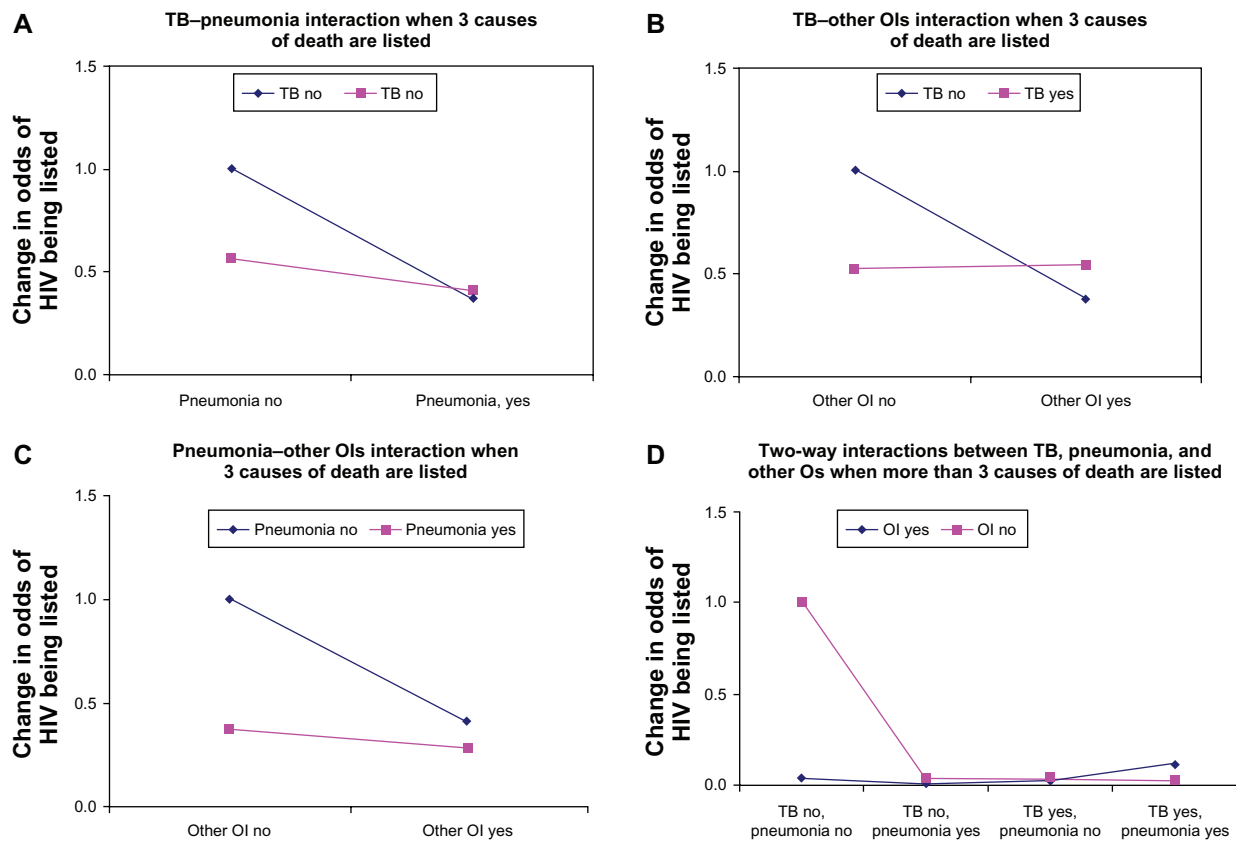 A
TB–pneumonia interaction when 3 causes
of death are listed
Change in odds of
HIV being listed
1.5
1.0
0.5
0.0
TB no
TB no
Pneumonia no
Pneumonia, yes
B
TB–other OIs interaction when 3 causes
of death are listed
Change in odds of
HIV being listed
1.5
1.0
0.5
0.0
TB no
TB yes
Other OI no
Other OI yes
C
Pneumonia–other OIs interaction when
3 causes of death are listed
Change in odds of
HIV being listed
1.5
1.0
0.5
0.0
Pneumonia no
Pneumonia yes
Other OI no
Other OI yes
D
Two-way interactions between TB, pneumonia, and
other Os when more than 3 causes of death are listed
Change in odds of
HIV being listed
1.5
1.0
0.5
0.0
OI yes
OI no
TB no,
pneumonia no
TB no,
pneumonia yes
TB yes,
pneumonia no
TB yes,
pneumonia yes